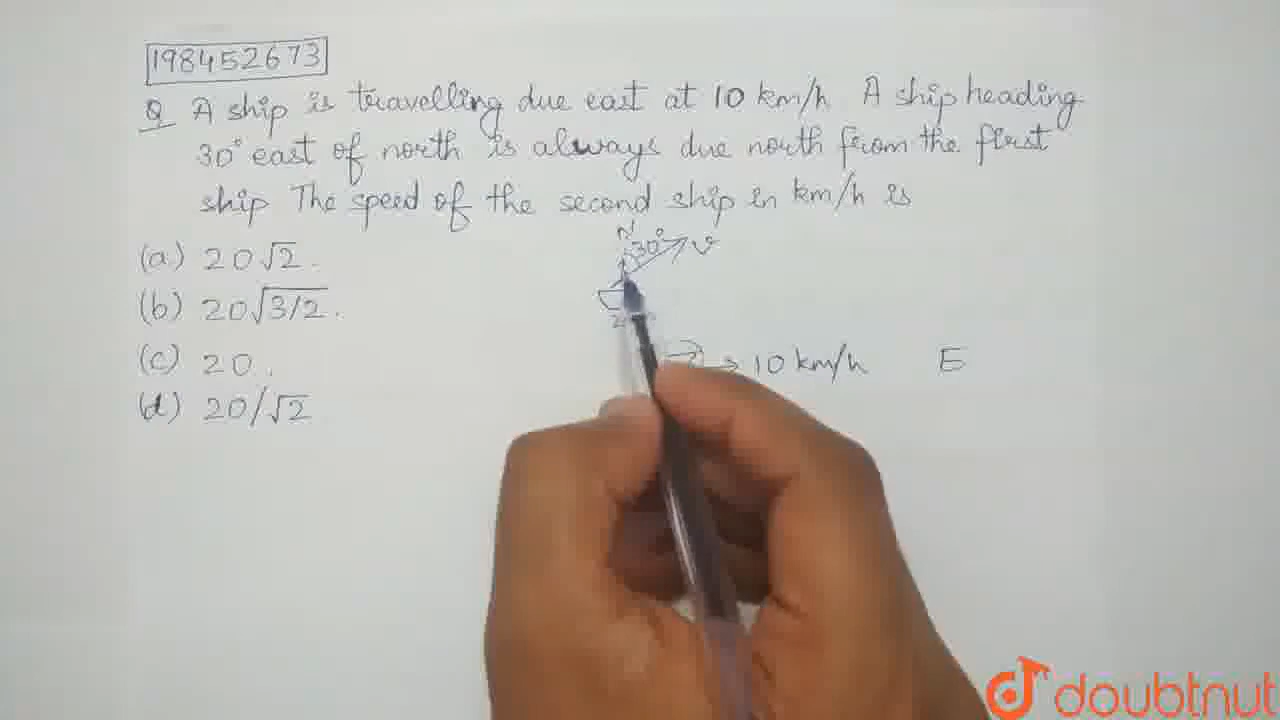 198452673
Q A ship is travelling due east at 10 km/h A ship heading
30° east of north is always due north from the first
ship The speed of the second ship in km/h is
(a) 20√2.
(b) 20√3/2.
(c) 20.
(d) 20/√2
N
30° v
10 km/h E
doubtnut